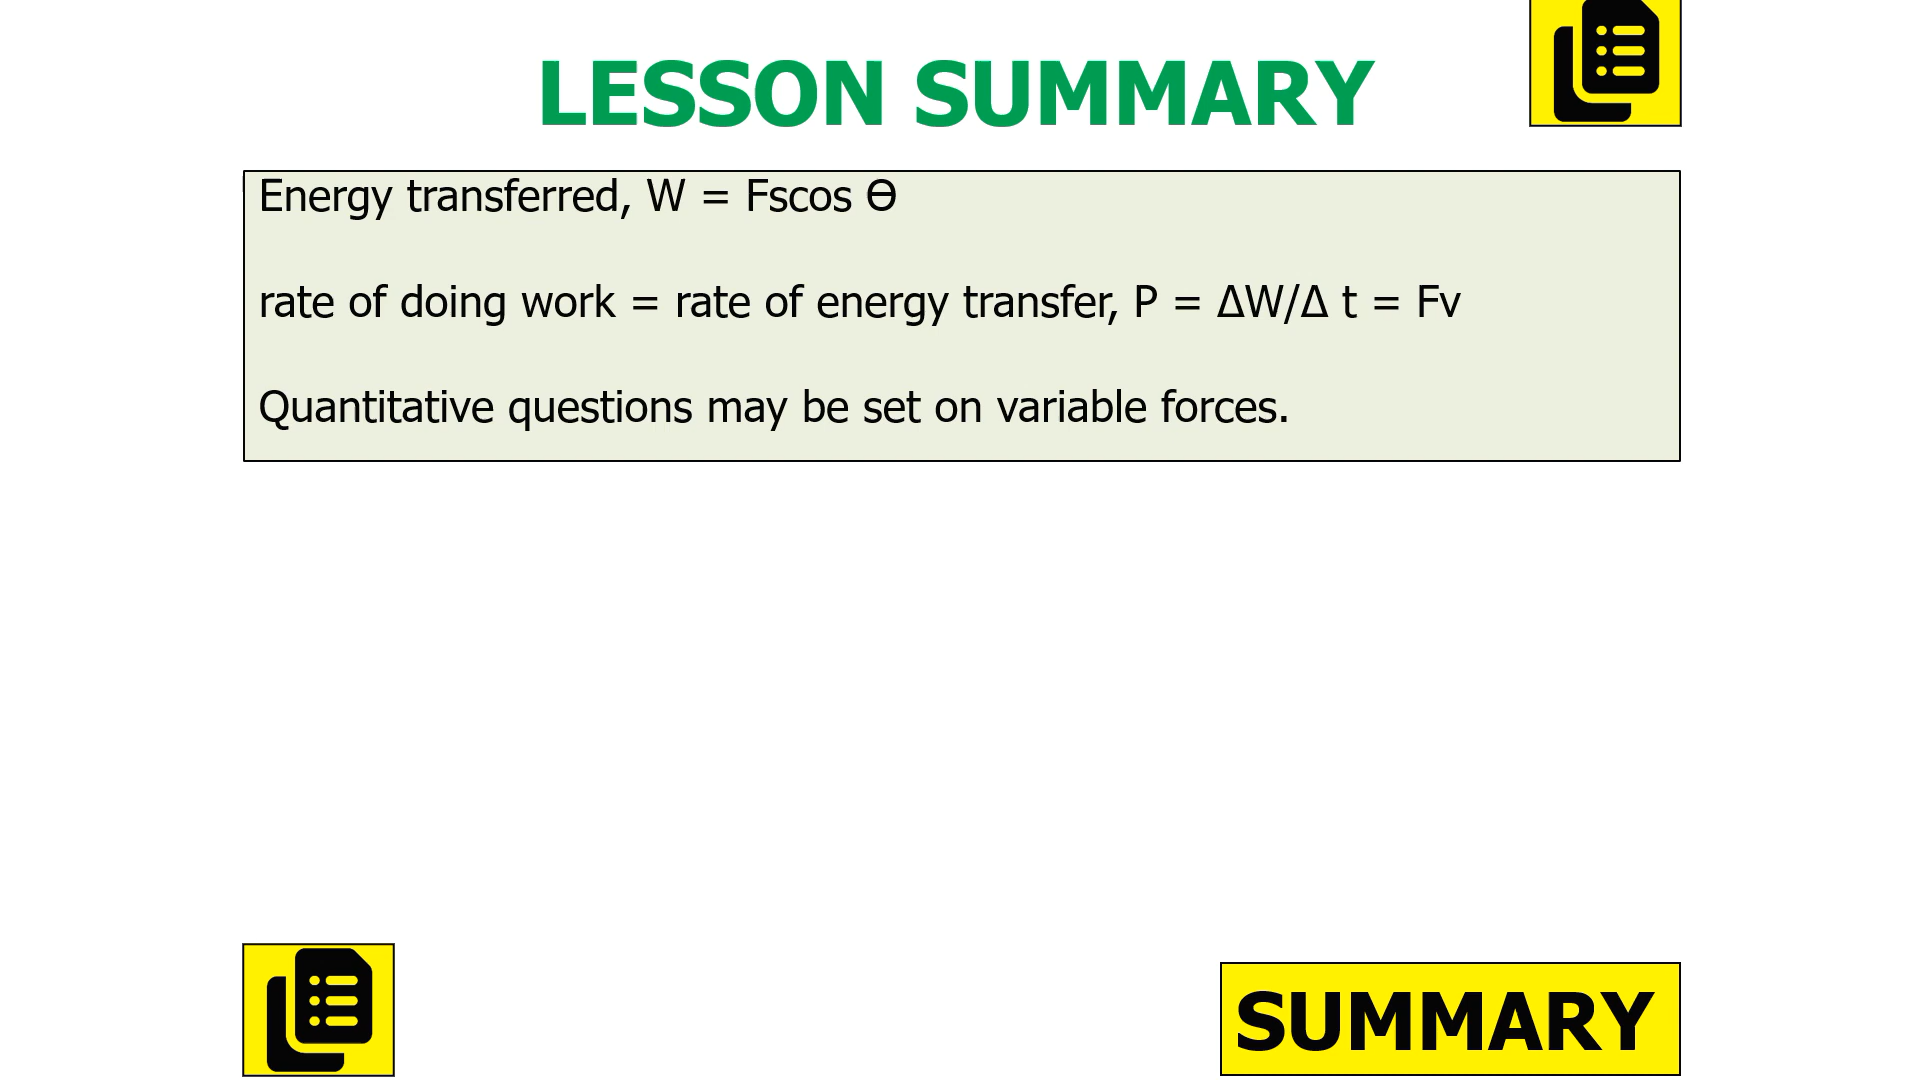 LESSON SUMMARY
Energy transferred, W = Fscos Ɵ
rate of doing work = rate of energy transfer, P = ΔW/Δ t = Fv
Quantitative questions may be set on variable forces.
SUMMARY